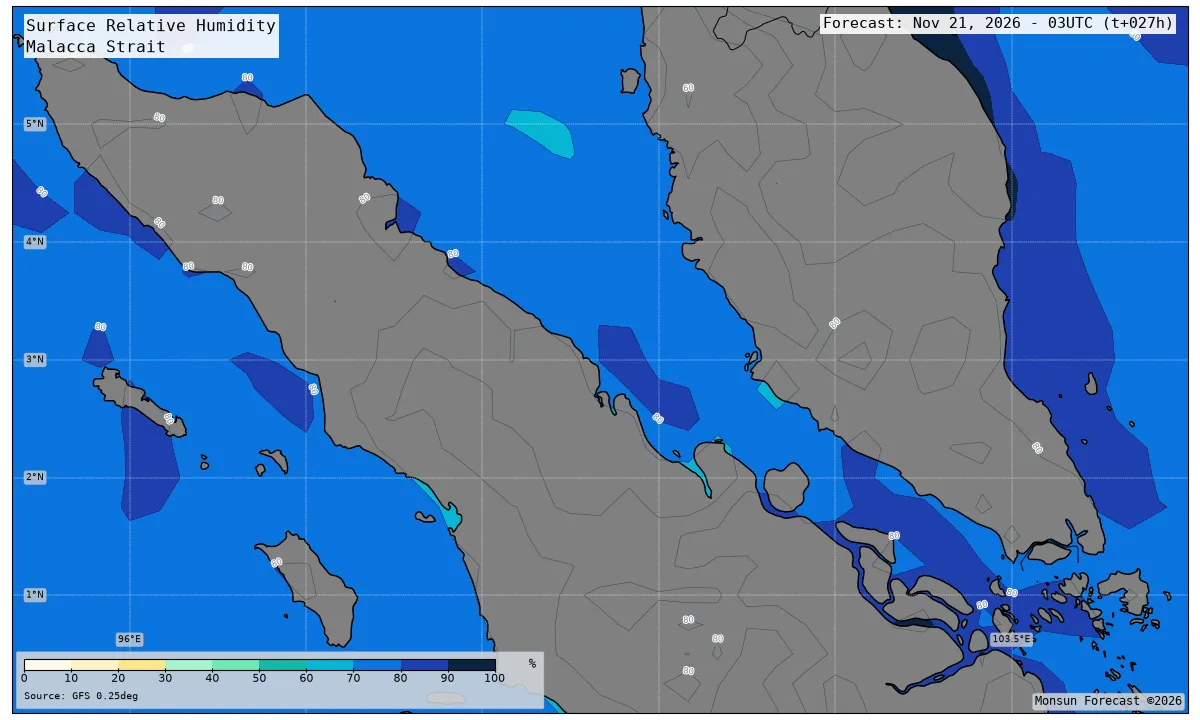 Surface Relative Humidity
Malacca Strait
Forecast: Nov 21, 2026 - 03UTC (t+027h)
80
60
80
5°N
80
80
80
80
4°N
80
80
80
80
80
3°N
80
80
80
80
2°N
80
80
1°N
80
80
80
80
96°E
103.5°E
80
%
0 10 20 30 40 50 60 70 80 90 100
Source: GFS 0.25deg
Monsun Forecast ©2026